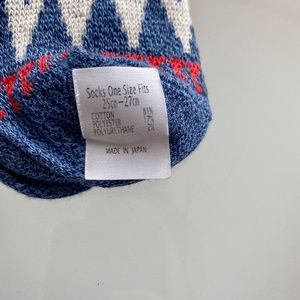 Socks One Size Fits
25cm-27cm
COTTON 81%
POLYESTER 17%
POLYURETHANE 2%
MADE IN JAPAN